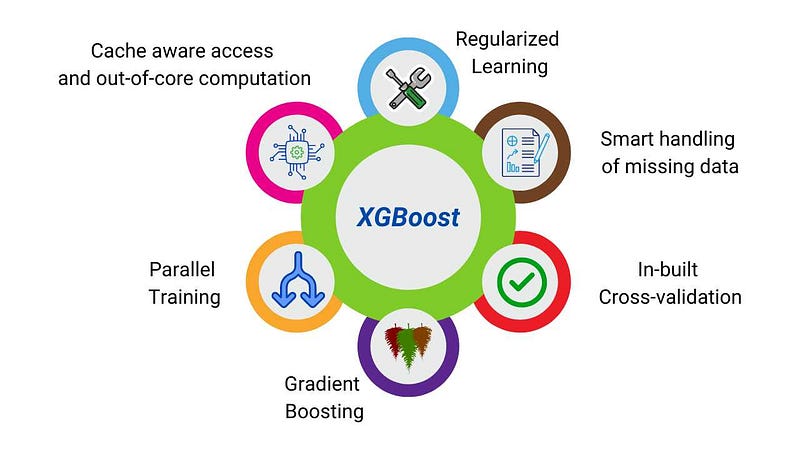 Cache aware access
and out-of-core computation
Regularized
Learning
Smart handling
of missing data
XGBoost
Parallel
Training
In-built
Cross-validation
Gradient
Boosting